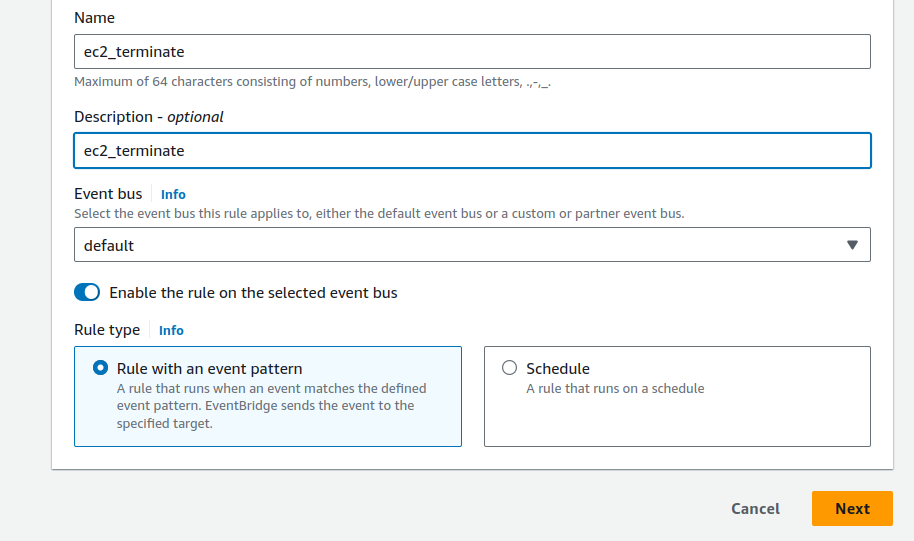 Name
ec2_terminate
Maximum of 64 characters consisting of numbers, lower/upper case letters, .,-,_.
Description - optional
ec2_terminate
Event bus Info
Select the event bus this rule applies to, either the default event bus or a custom or partner event bus.
default
Enable the rule on the selected event bus
Rule type Info
Rule with an event pattern
A rule that runs when an event matches the defined
event pattern. EventBridge sends the event to the
specified target.
Schedule
A rule that runs on a schedule
Cancel Next